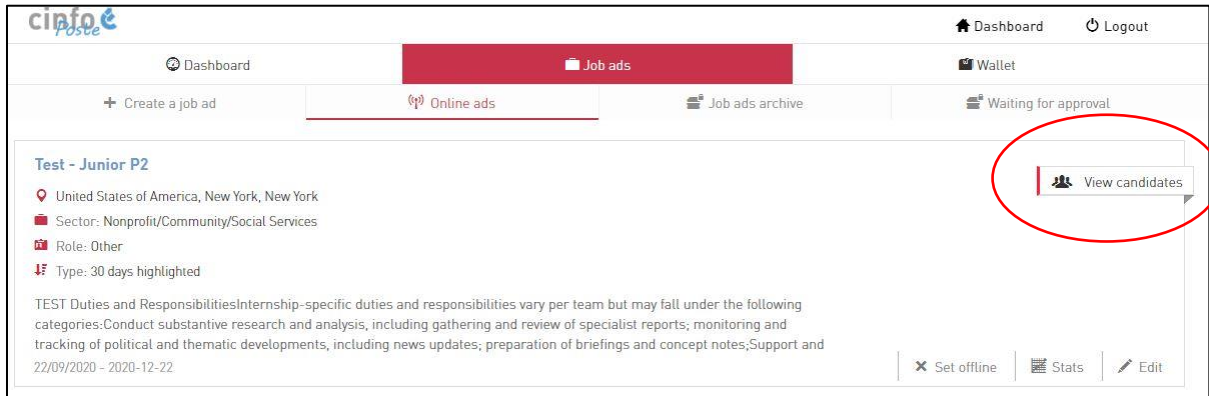 cinfo
Poste
Dashboard Logout
Dashboard Job ads Wallet
Create a job ad Online ads Job ads archive Waiting for approval
Test - Junior P2
View candidates
United States of America, New York, New York
Sector: Nonprofit/Community/Social Services
Role: Other
Type: 30 days highlighted
TEST Duties and ResponsibilitiesInternship-specific duties and responsibilities vary per team but may fall under the following
categories:Conduct substantive research and analysis, including gathering and review of specialist reports; monitoring and
tracking of political and thematic developments, including news updates; preparation of briefings and concept notes;Support and
22/09/2020 - 2020-12-22 Set offline Stats Edit